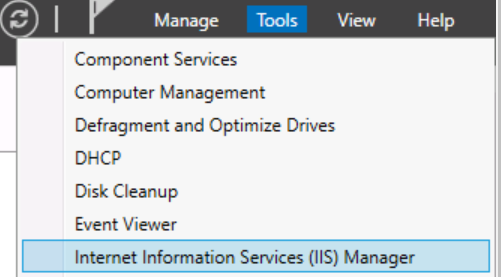 Manage Tools View Help
Component Services
Computer Management
Defragment and Optimize Drives
DHCP
Disk Cleanup
Event Viewer
Internet Information Services (IIS) Manager